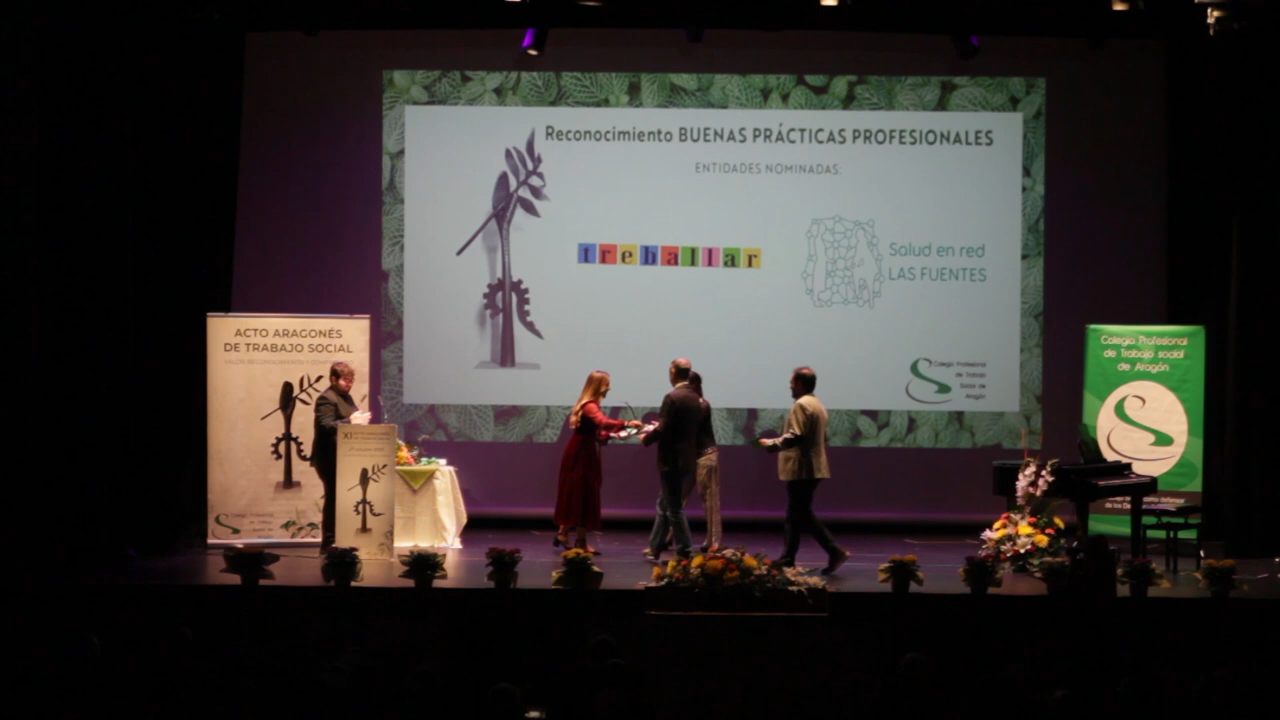 Reconocimiento BUENAS PRÁCTICAS PROFESIONALES
ENTIDADES NOMINADAS:
treballar
Salud en red
LAS FUENTES
Colegio Profesional
de Trabajo
Social de
Aragón
ACTO ARAGONÉS
DE TRABAJO SOCIAL
XI
Colegio Profesional
de Trabajo social
de Aragón